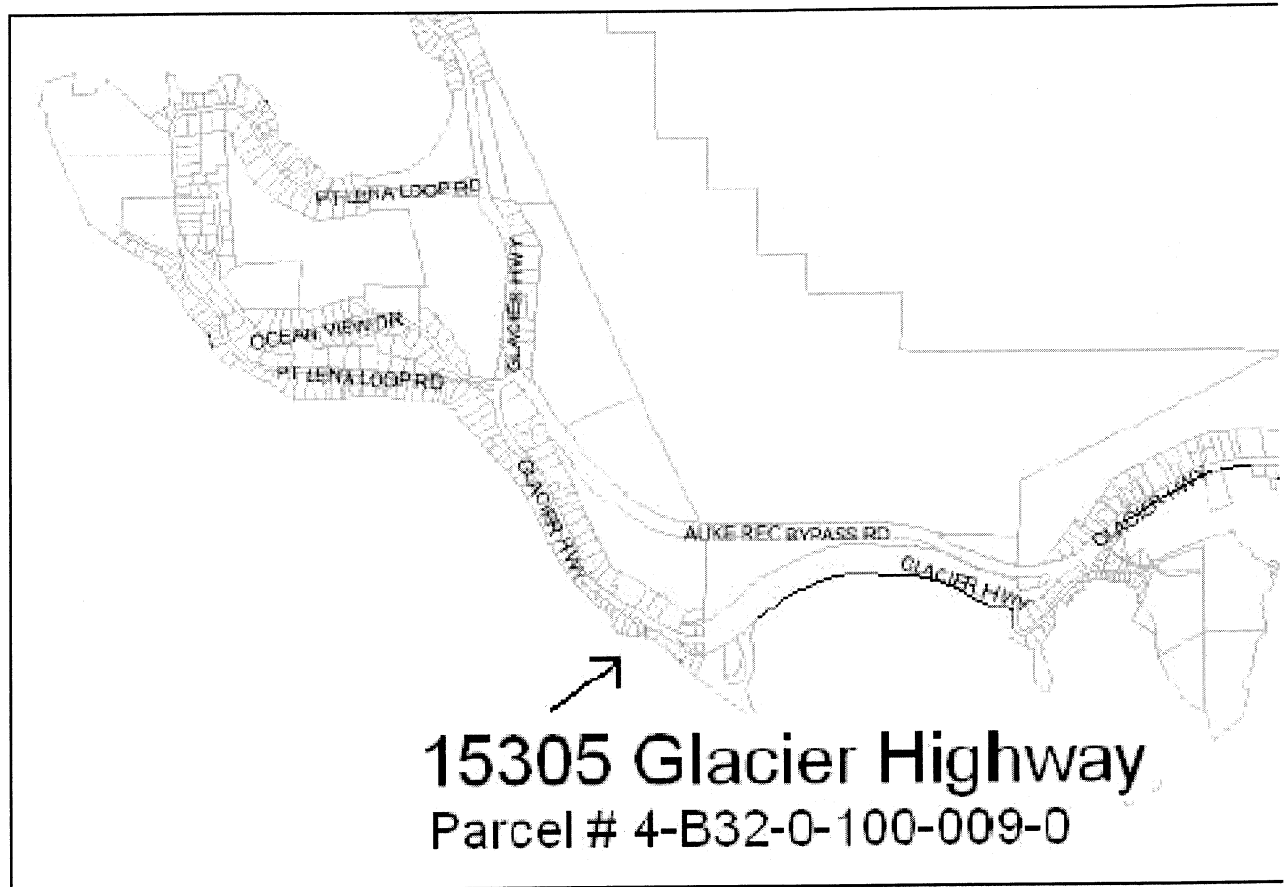 PT LENA LOOP RD
GLACIER HWY
OCEAN VIEW DR
PT LENA LOOP RD
GLACIER HWY
AUKE REC BYPASS RD
GLACIER HWY
GLACIER HWY
15305 Glacier Highway
Parcel # 4-B32-0-100-009-0